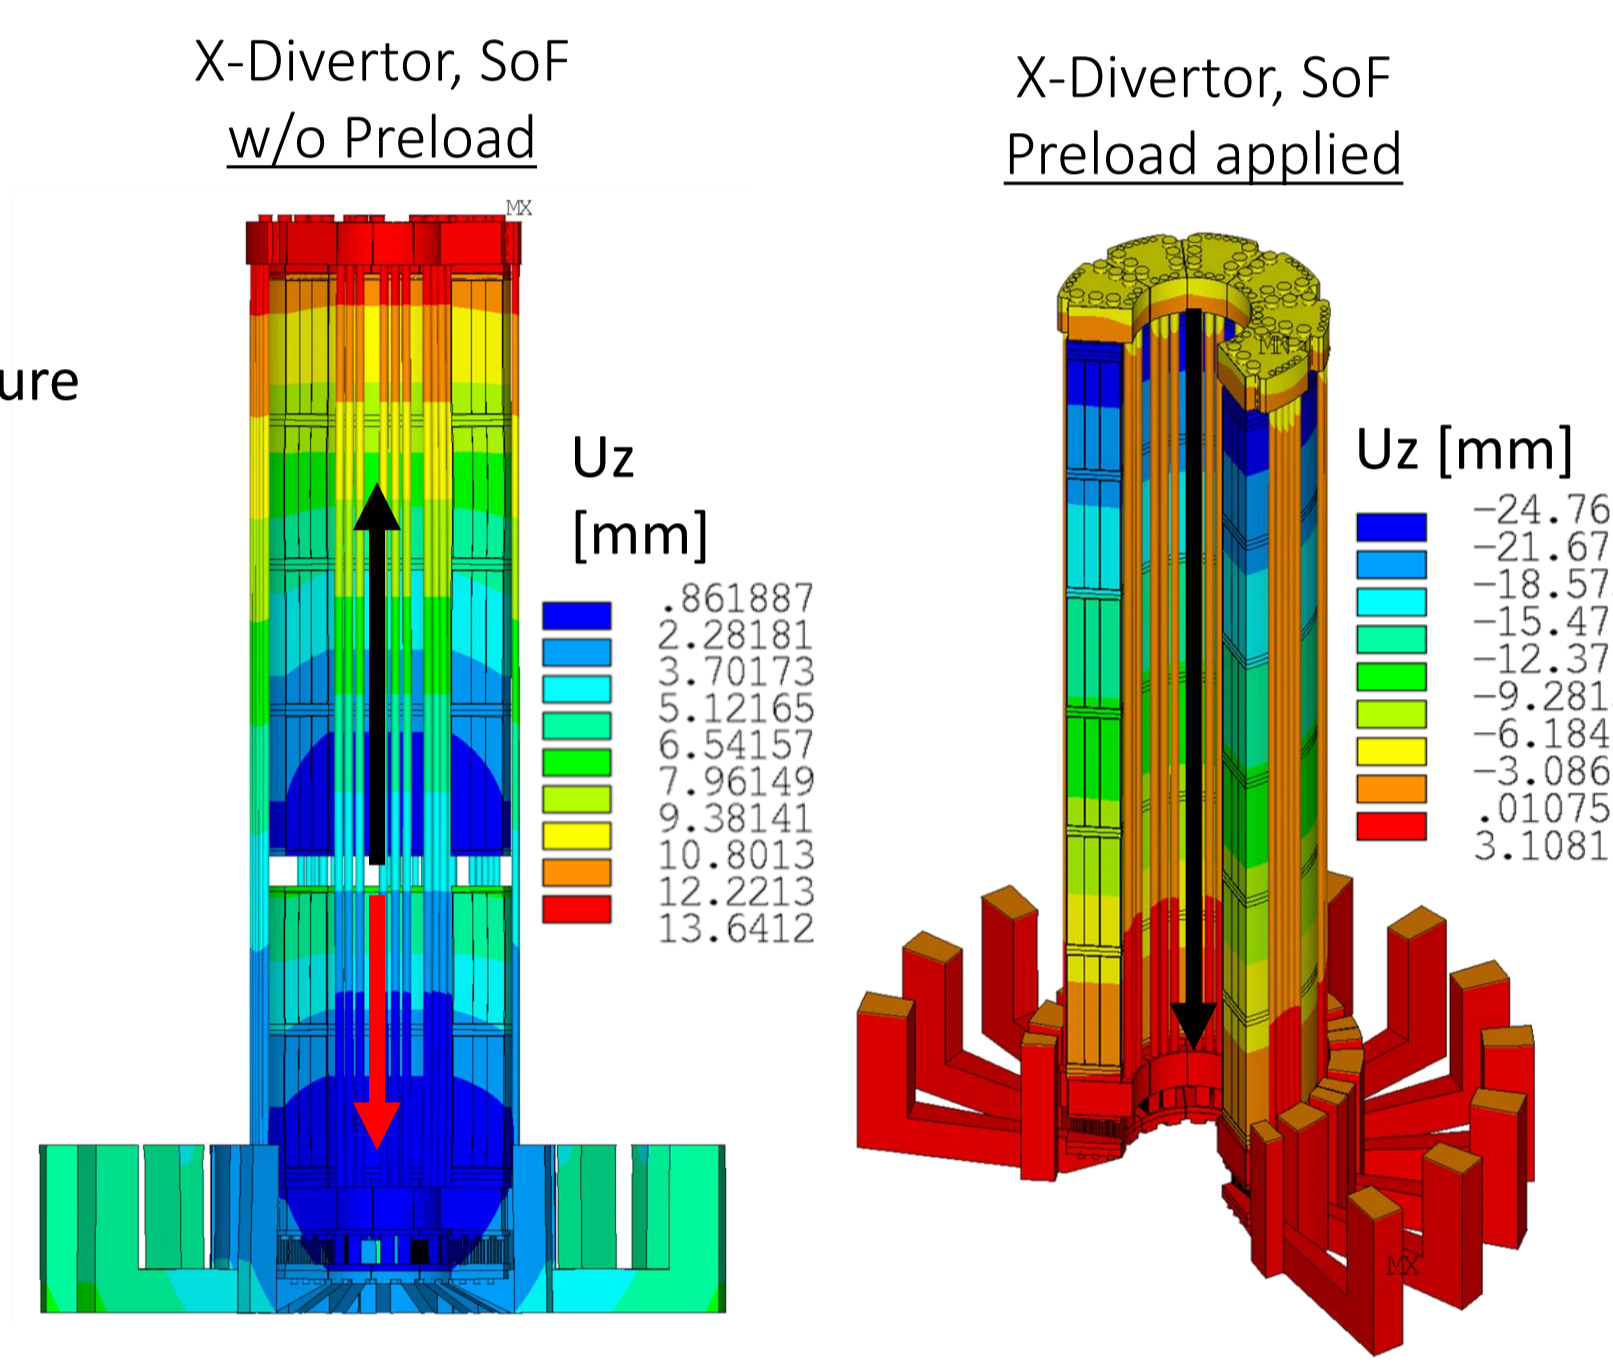 X-Divertor, SoF
w/o Preload
X-Divertor, SoF
Preload applied
MX
ure
Uz
[mm]
.861887
2.28181
3.70173
5.12165
6.54157
7.96149
9.38141
10.8013
12.2213
13.6412
MN
Uz [mm]
-24.76
-21.67
-18.57
-15.47
-12.37
-9.281
-6.184
-3.086
.01075
3.1081
MX